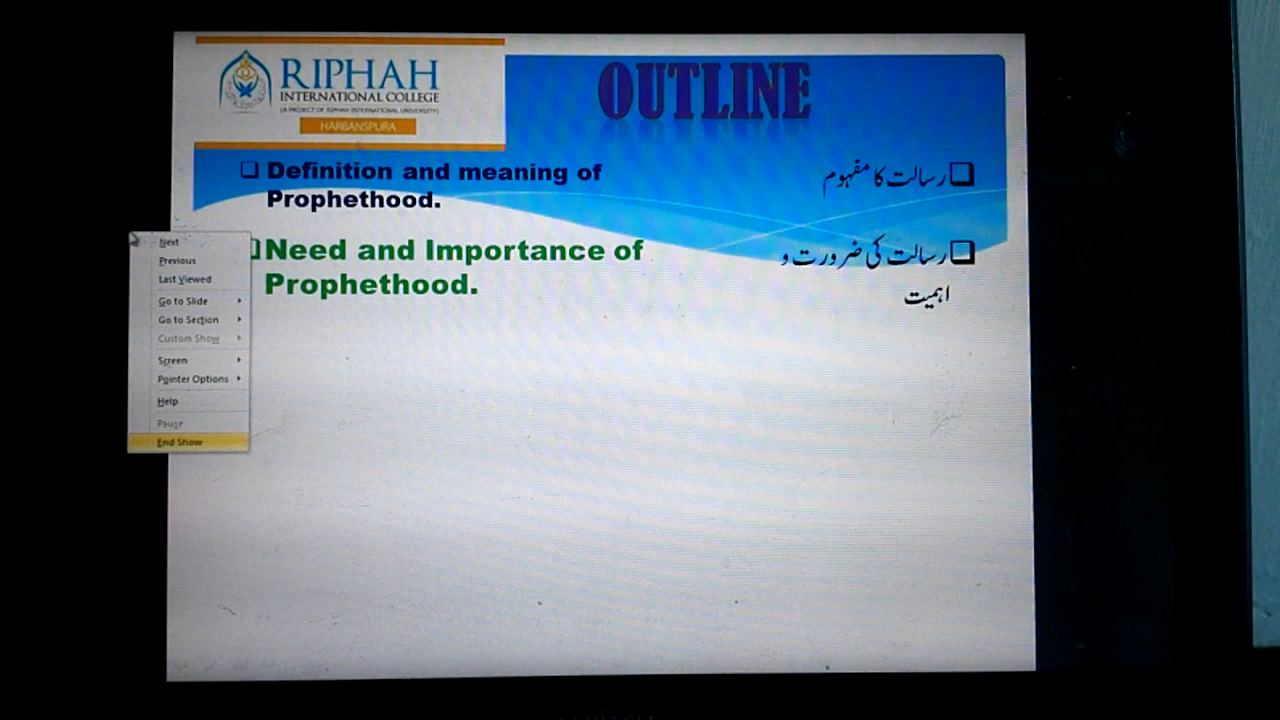 RIPHAH
INTERNATIONAL COLLEGE
(A PROJECT OF RIPHAH INTERNATIONAL UNIVERSITY)
HARBANSPURA
OUTLINE
Definition and meaning of
Prophethood.
رسالت کا مفہوم
Need and Importance of
Prophethood.
رسالت کی ضرورت و
اہمیت
Next
Previous
Last Viewed
Go to Slide
Go to Section
Custom Show
Screen
Pointer Options
Help
Pause
End Show